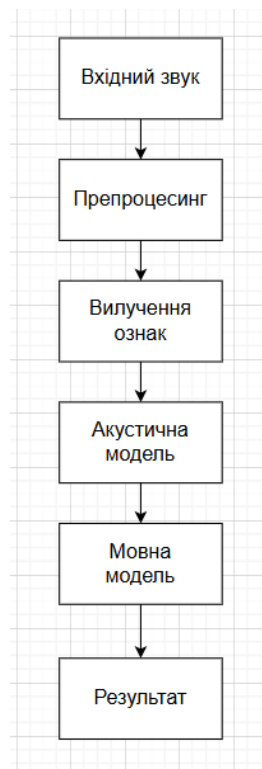 Вхідний звук
Препроцесинг
Вилучення
ознак
Акустична
модель
Мовна
модель
Результат